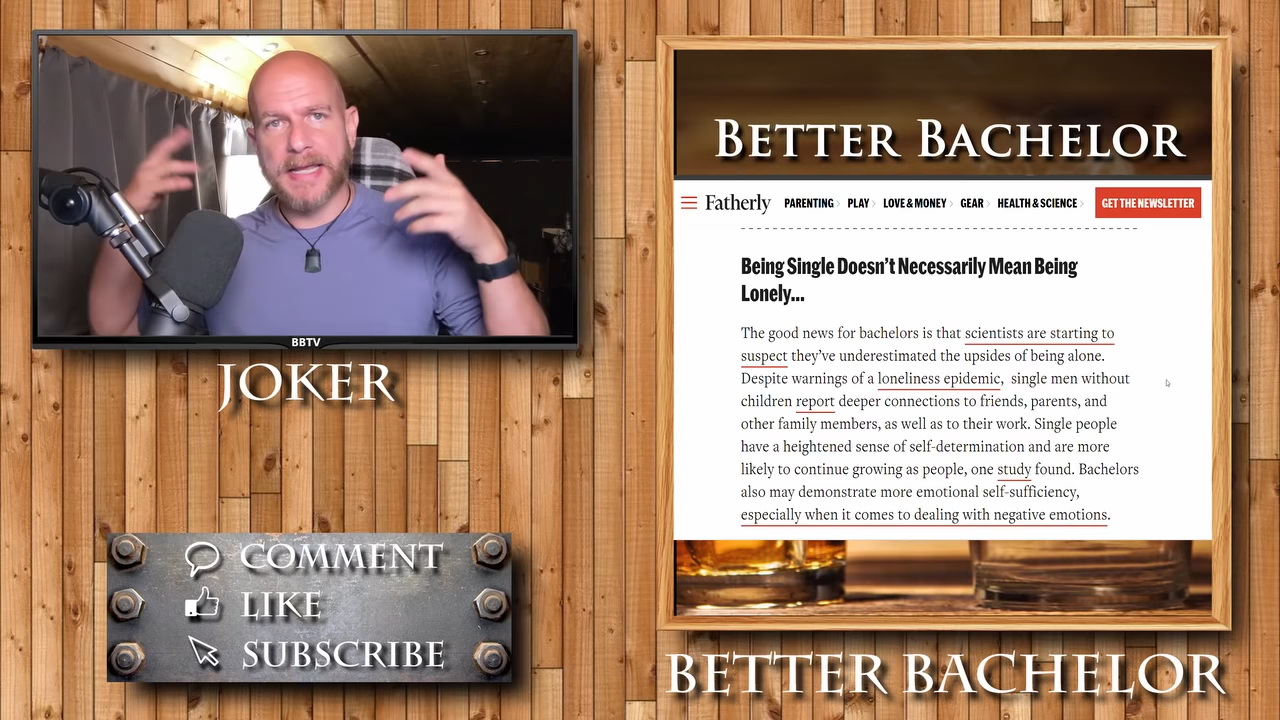 BBTV
JOKER
COMMENT
LIKE
SUBSCRIBE
BETTER BACHELOR
Fatherly PARENTING PLAY LOVE & MONEY GEAR HEALTH & SCIENCE GET THE NEWSLETTER
Being Single Doesn’t Necessarily Mean Being
Lonely...
The good news for bachelors is that scientists are starting to
suspect they’ve underestimated the upsides of being alone.
Despite warnings of a loneliness epidemic, single men without
children report deeper connections to friends, parents, and
other family members, as well as to their work. Single people
have a heightened sense of self-determination and are more
likely to continue growing as people, one study found. Bachelors
also may demonstrate more emotional self-sufficiency,
especially when it comes to dealing with negative emotions.
BETTER BACHELOR